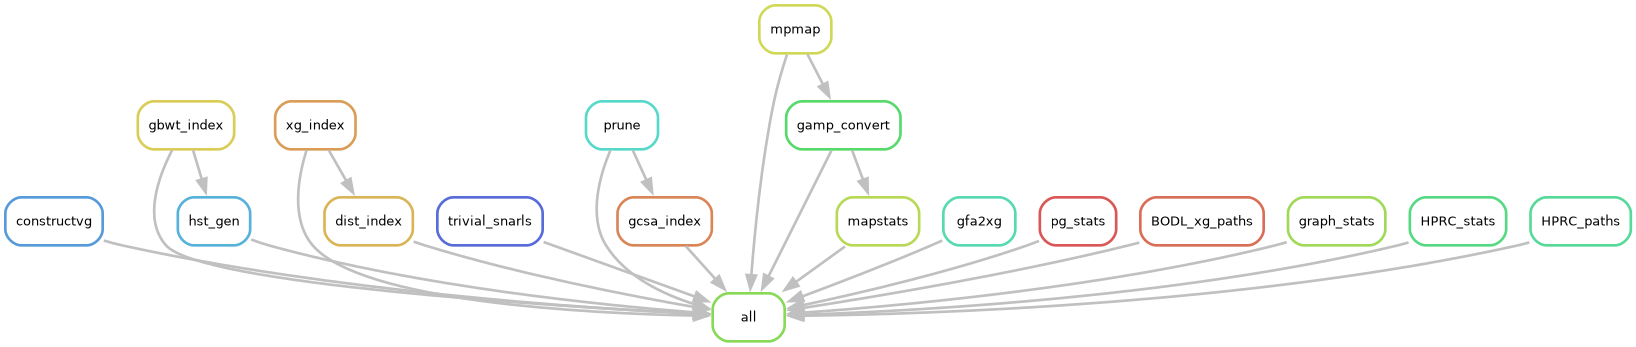 mpmap
gbwt_index
xg_index
prune
gamp_convert
constructvg
hst_gen
dist_index
trivial_snarls
gcsa_index
mapstats
gfa2xg
pg_stats
BODL_xg_paths
graph_stats
HPRC_stats
HPRC_paths
all